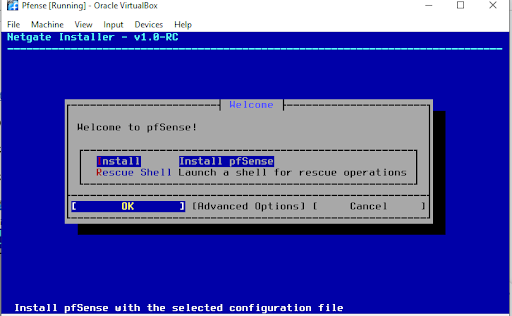 Pfense [Running] - Oracle VirtualBox
File Machine View Input Devices Help
Netgate Installer - v1.0-RC
Welcome
Welcome to pfSense!
Install Install pfSense
Rescue Shell Launch a shell for rescue operations
[ OK ] [Advanced Options] [ Cancel ]
Install pfSense with the selected configuration file